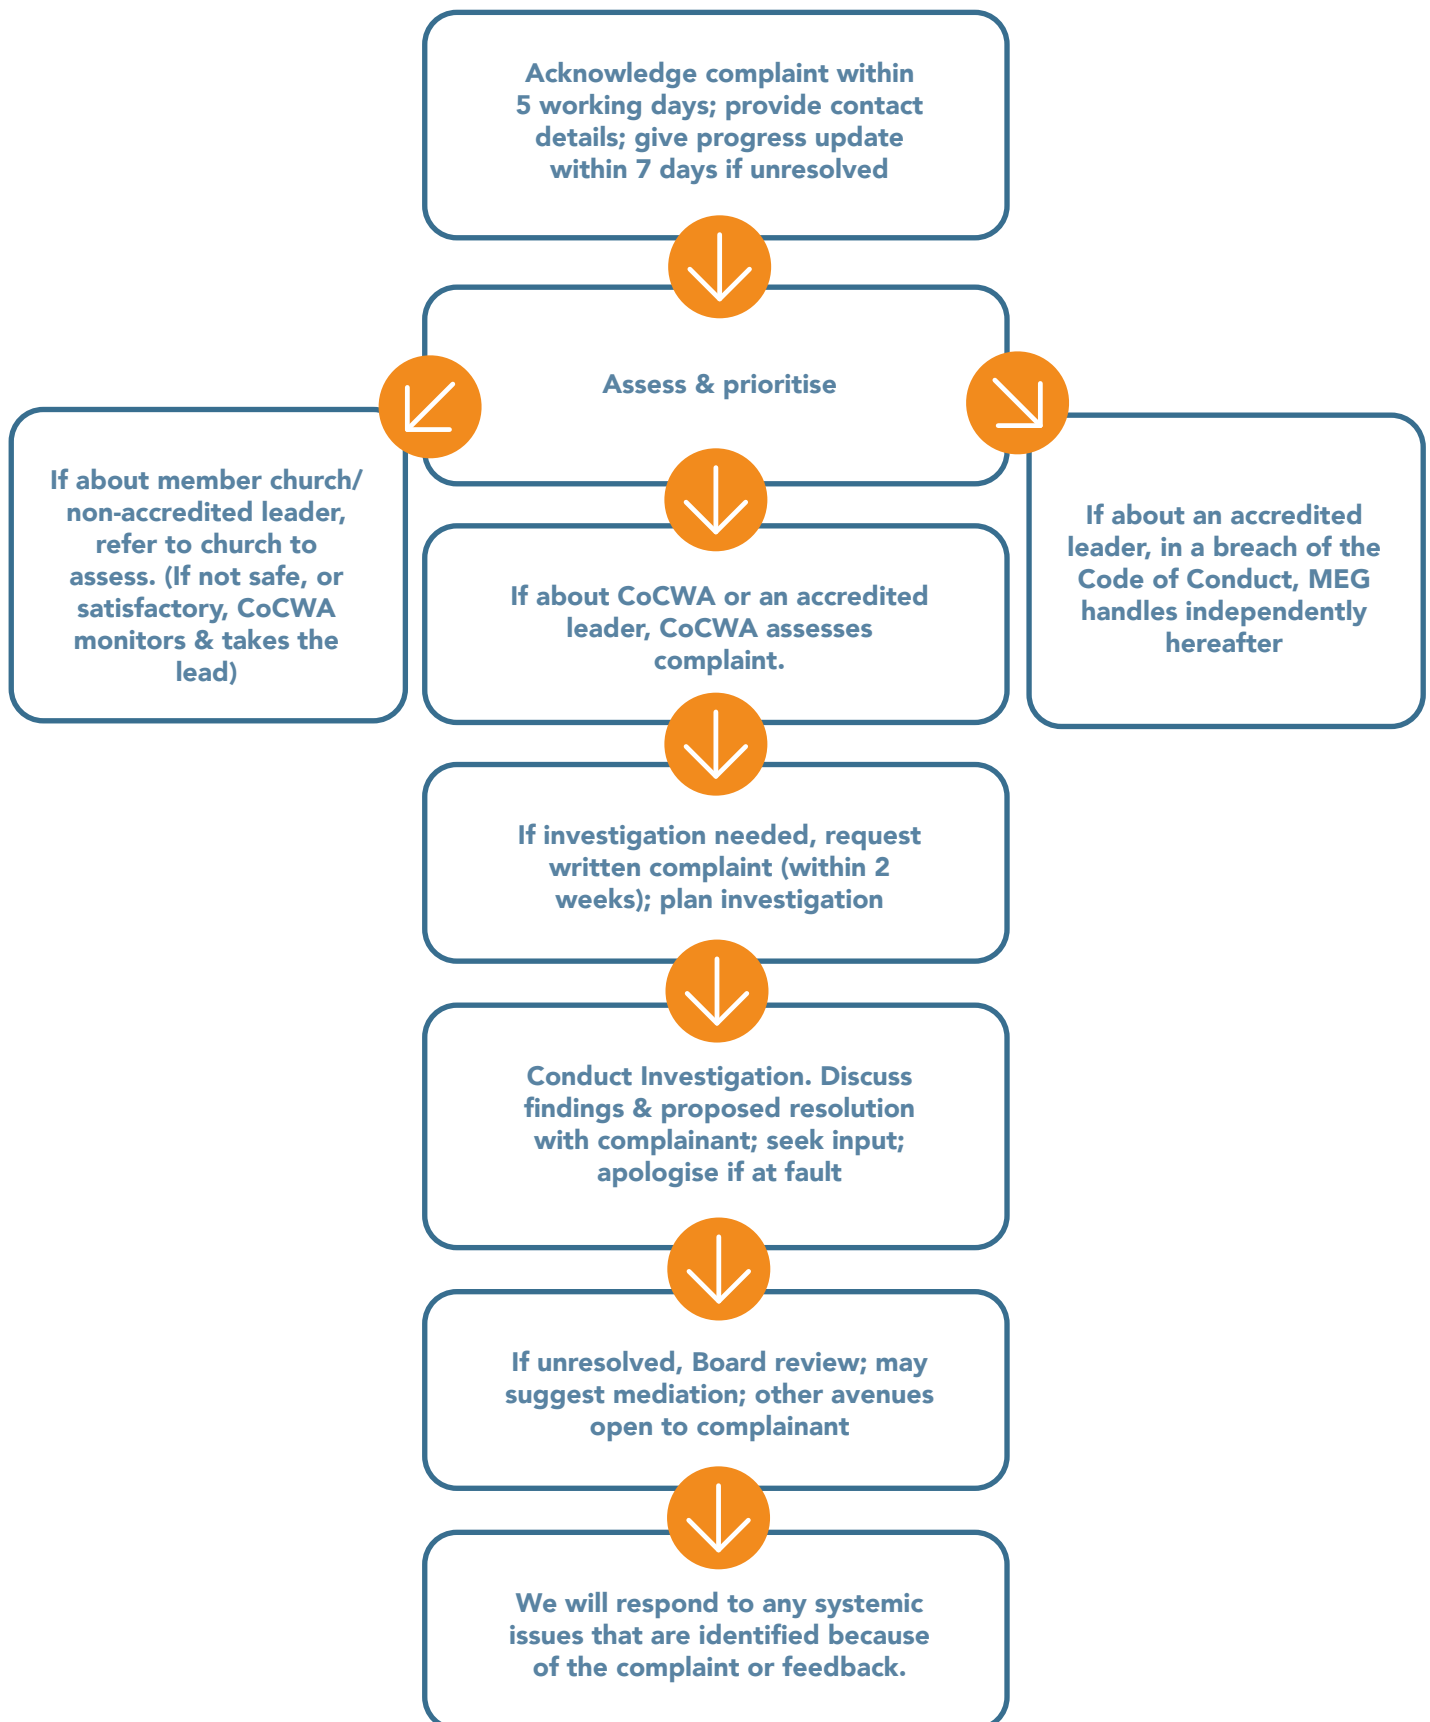 Acknowledge complaint within
5 working days; provide contact
details; give progress update
within 7 days if unresolved
Assess & prioritise
If about member church/
non-accredited leader,
refer to church to
assess. (If not safe, or
satisfactory, CoCWA
monitors & takes the
lead)
If about CoCWA or an accredited
leader, CoCWA assesses
complaint.
If about an accredited
leader, in a breach of the
Code of Conduct, MEG
handles independently
hereafter
If investigation needed, request
written complaint (within 2
weeks); plan investigation
Conduct Investigation. Discuss
findings & proposed resolution
with complainant; seek input;
apologise if at fault
If unresolved, Board review; may
suggest mediation; other avenues
open to complainant
We will respond to any systemic
issues that are identified because
of the complaint or feedback.